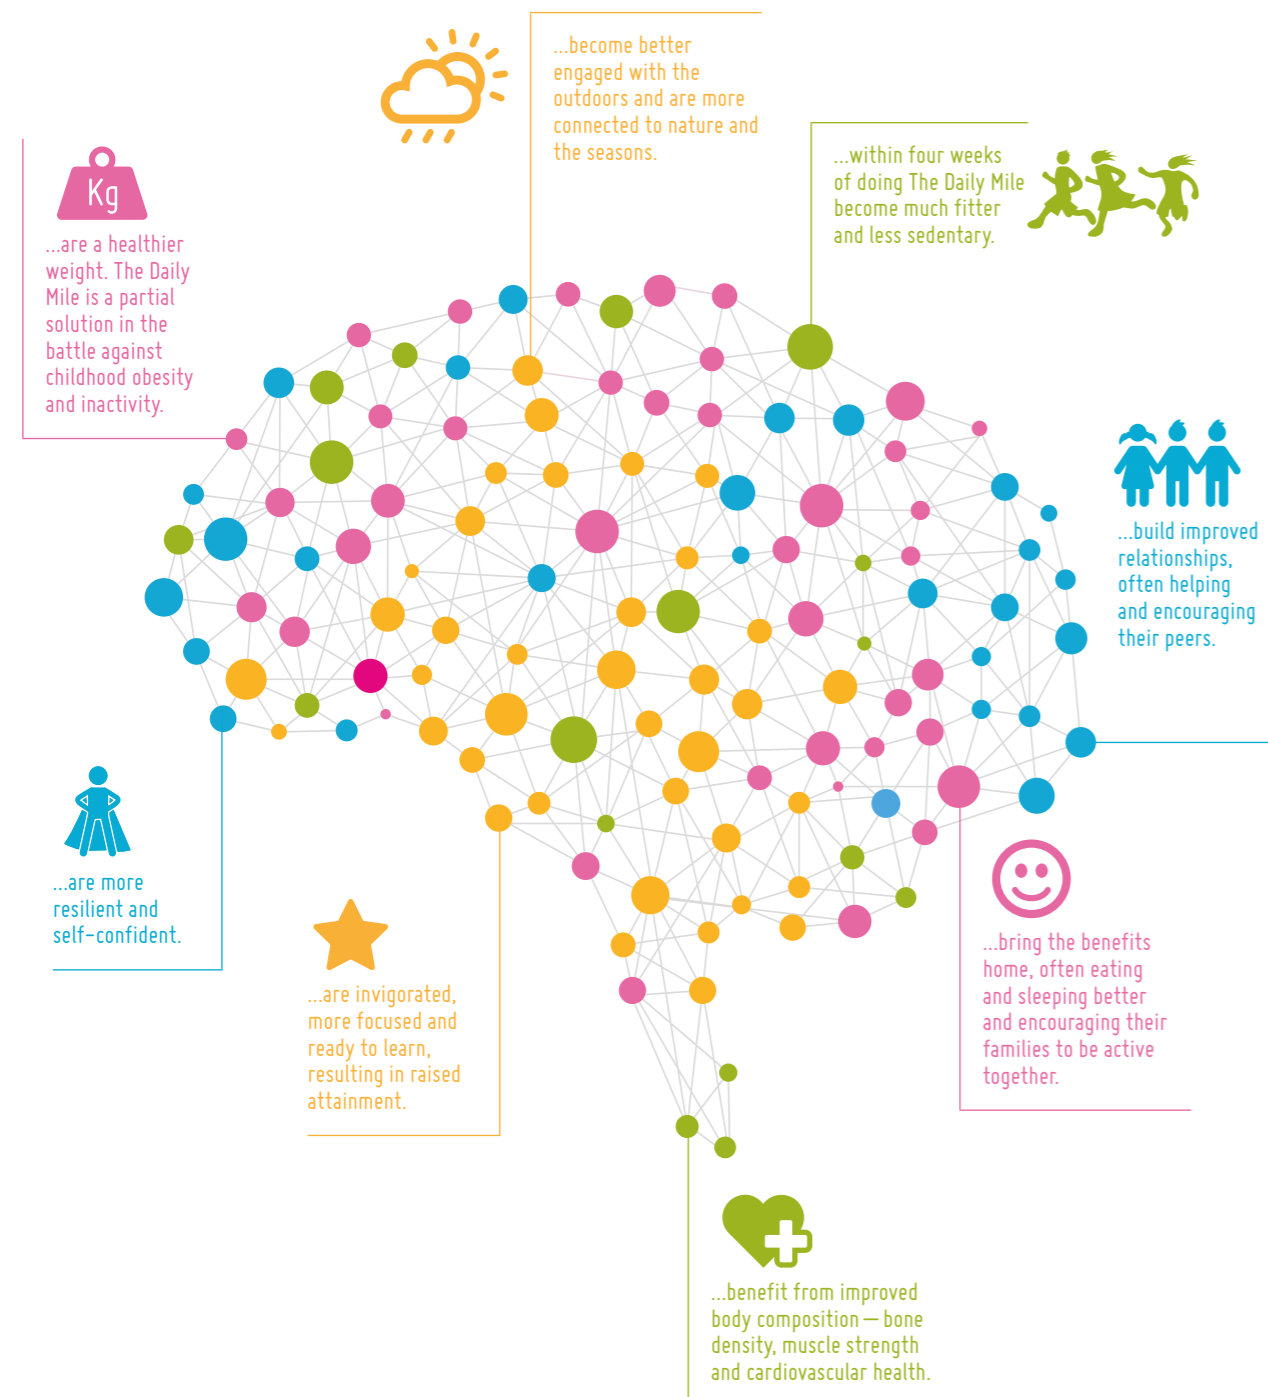 ...become better
engaged with the
outdoors and are more
connected to nature and
the seasons.
...within four weeks
of doing The Daily Mile
become much fitter
and less sedentary.
Kg
...are a healthier
weight. The Daily
Mile is a partial
solution in the
battle against
childhood obesity
and inactivity.
...build improved
relationships,
often helping
and encouraging
their peers.
...are more
resilient and
self-confident.
...are invigorated,
more focused and
ready to learn,
resulting in raised
attainment.
...bring the benefits
home, often eating
and sleeping better
and encouraging their
families to be active
together.
...benefit from improved
body composition — bone
density, muscle strength
and cardiovascular health.